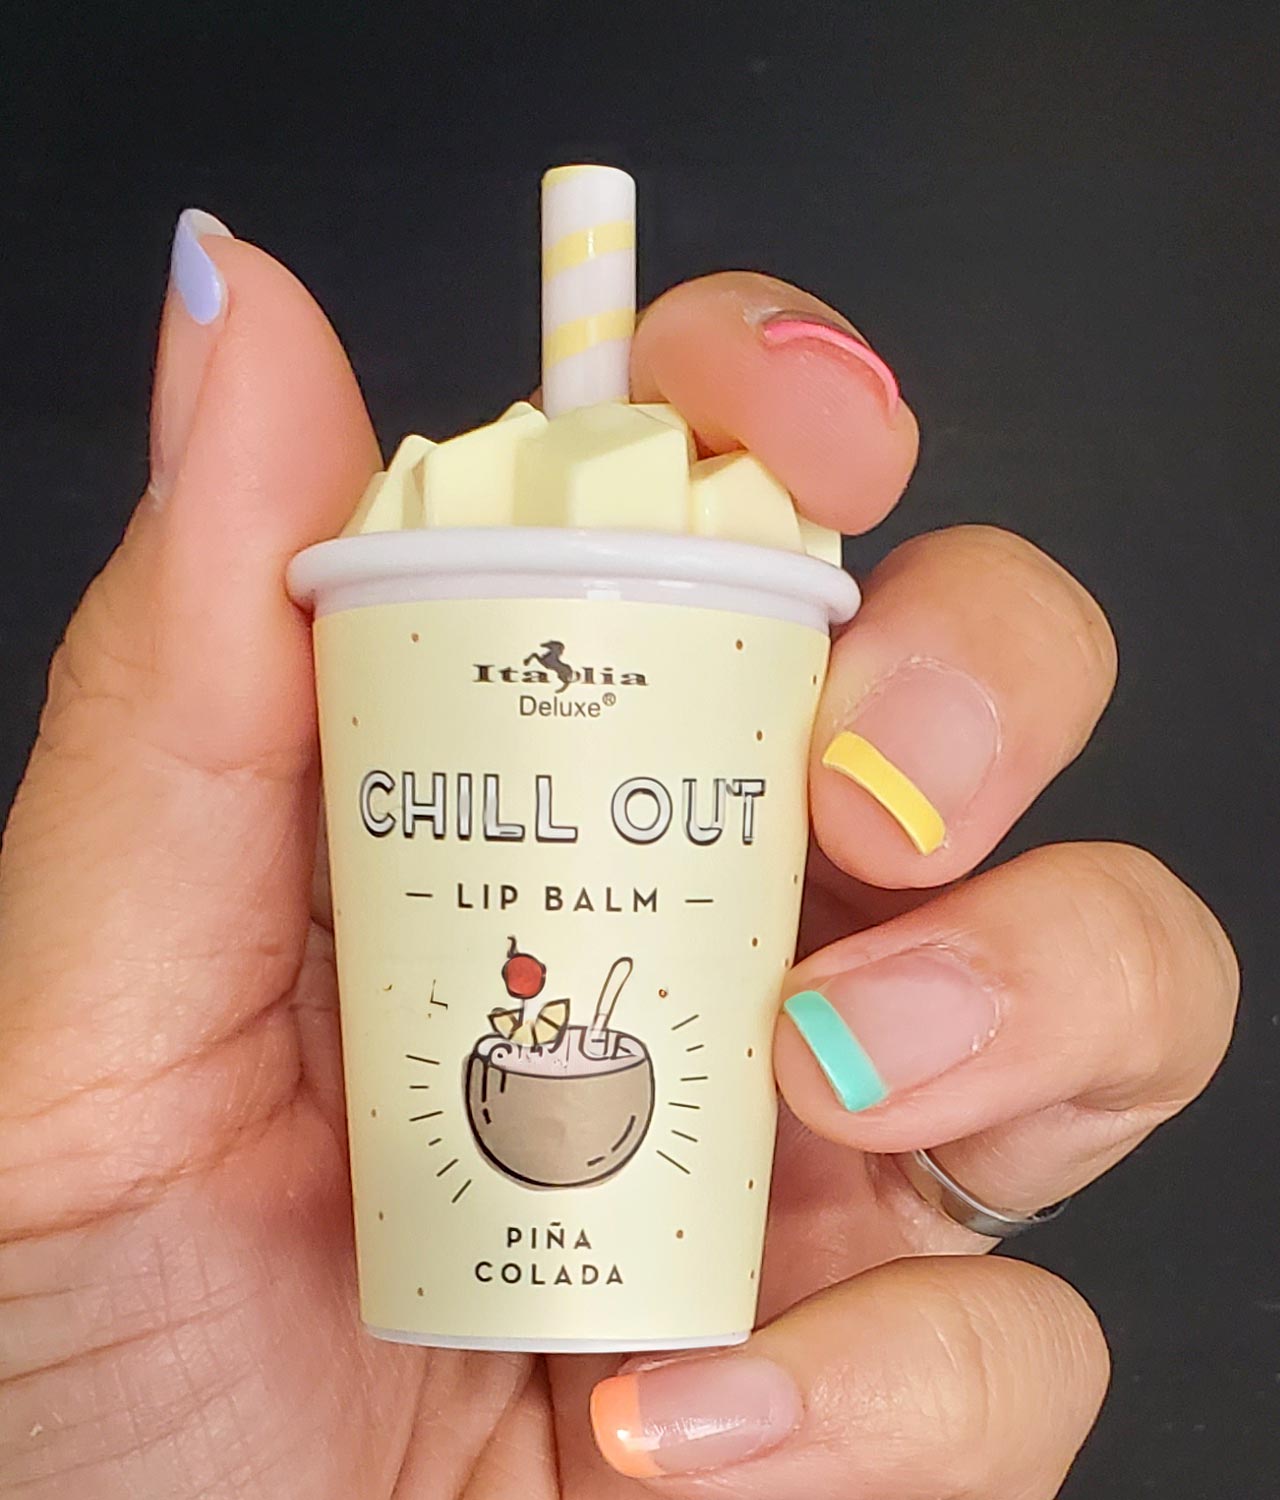 Italia
Deluxe®
CHILL OUT
— LIP BALM —
PIÑA
COLADA